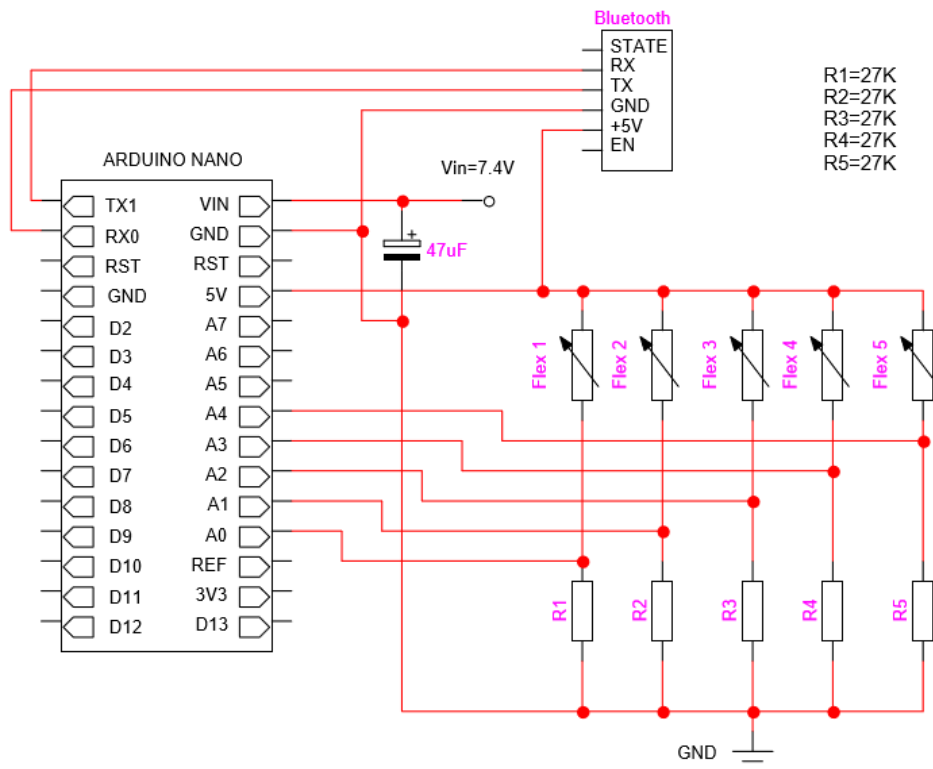 Bluetooth
STATE
RX
TX
GND
+5V
EN
R1=27K
R2=27K
R3=27K
R4=27K
R5=27K
ARDUINO NANO
Vin=7.4V
TX1
VIN
RX0
GND
RST
RST
GND
5V
D2
A7
D3
A6
D4
A5
D5
A4
D6
A3
D7
A2
D8
A1
D9
A0
D10
REF
D11
3V3
D12
D13
+
47uF
Flex 1
Flex 2
Flex 3
Flex 4
Flex 5
R1
R2
R3
R4
R5
GND